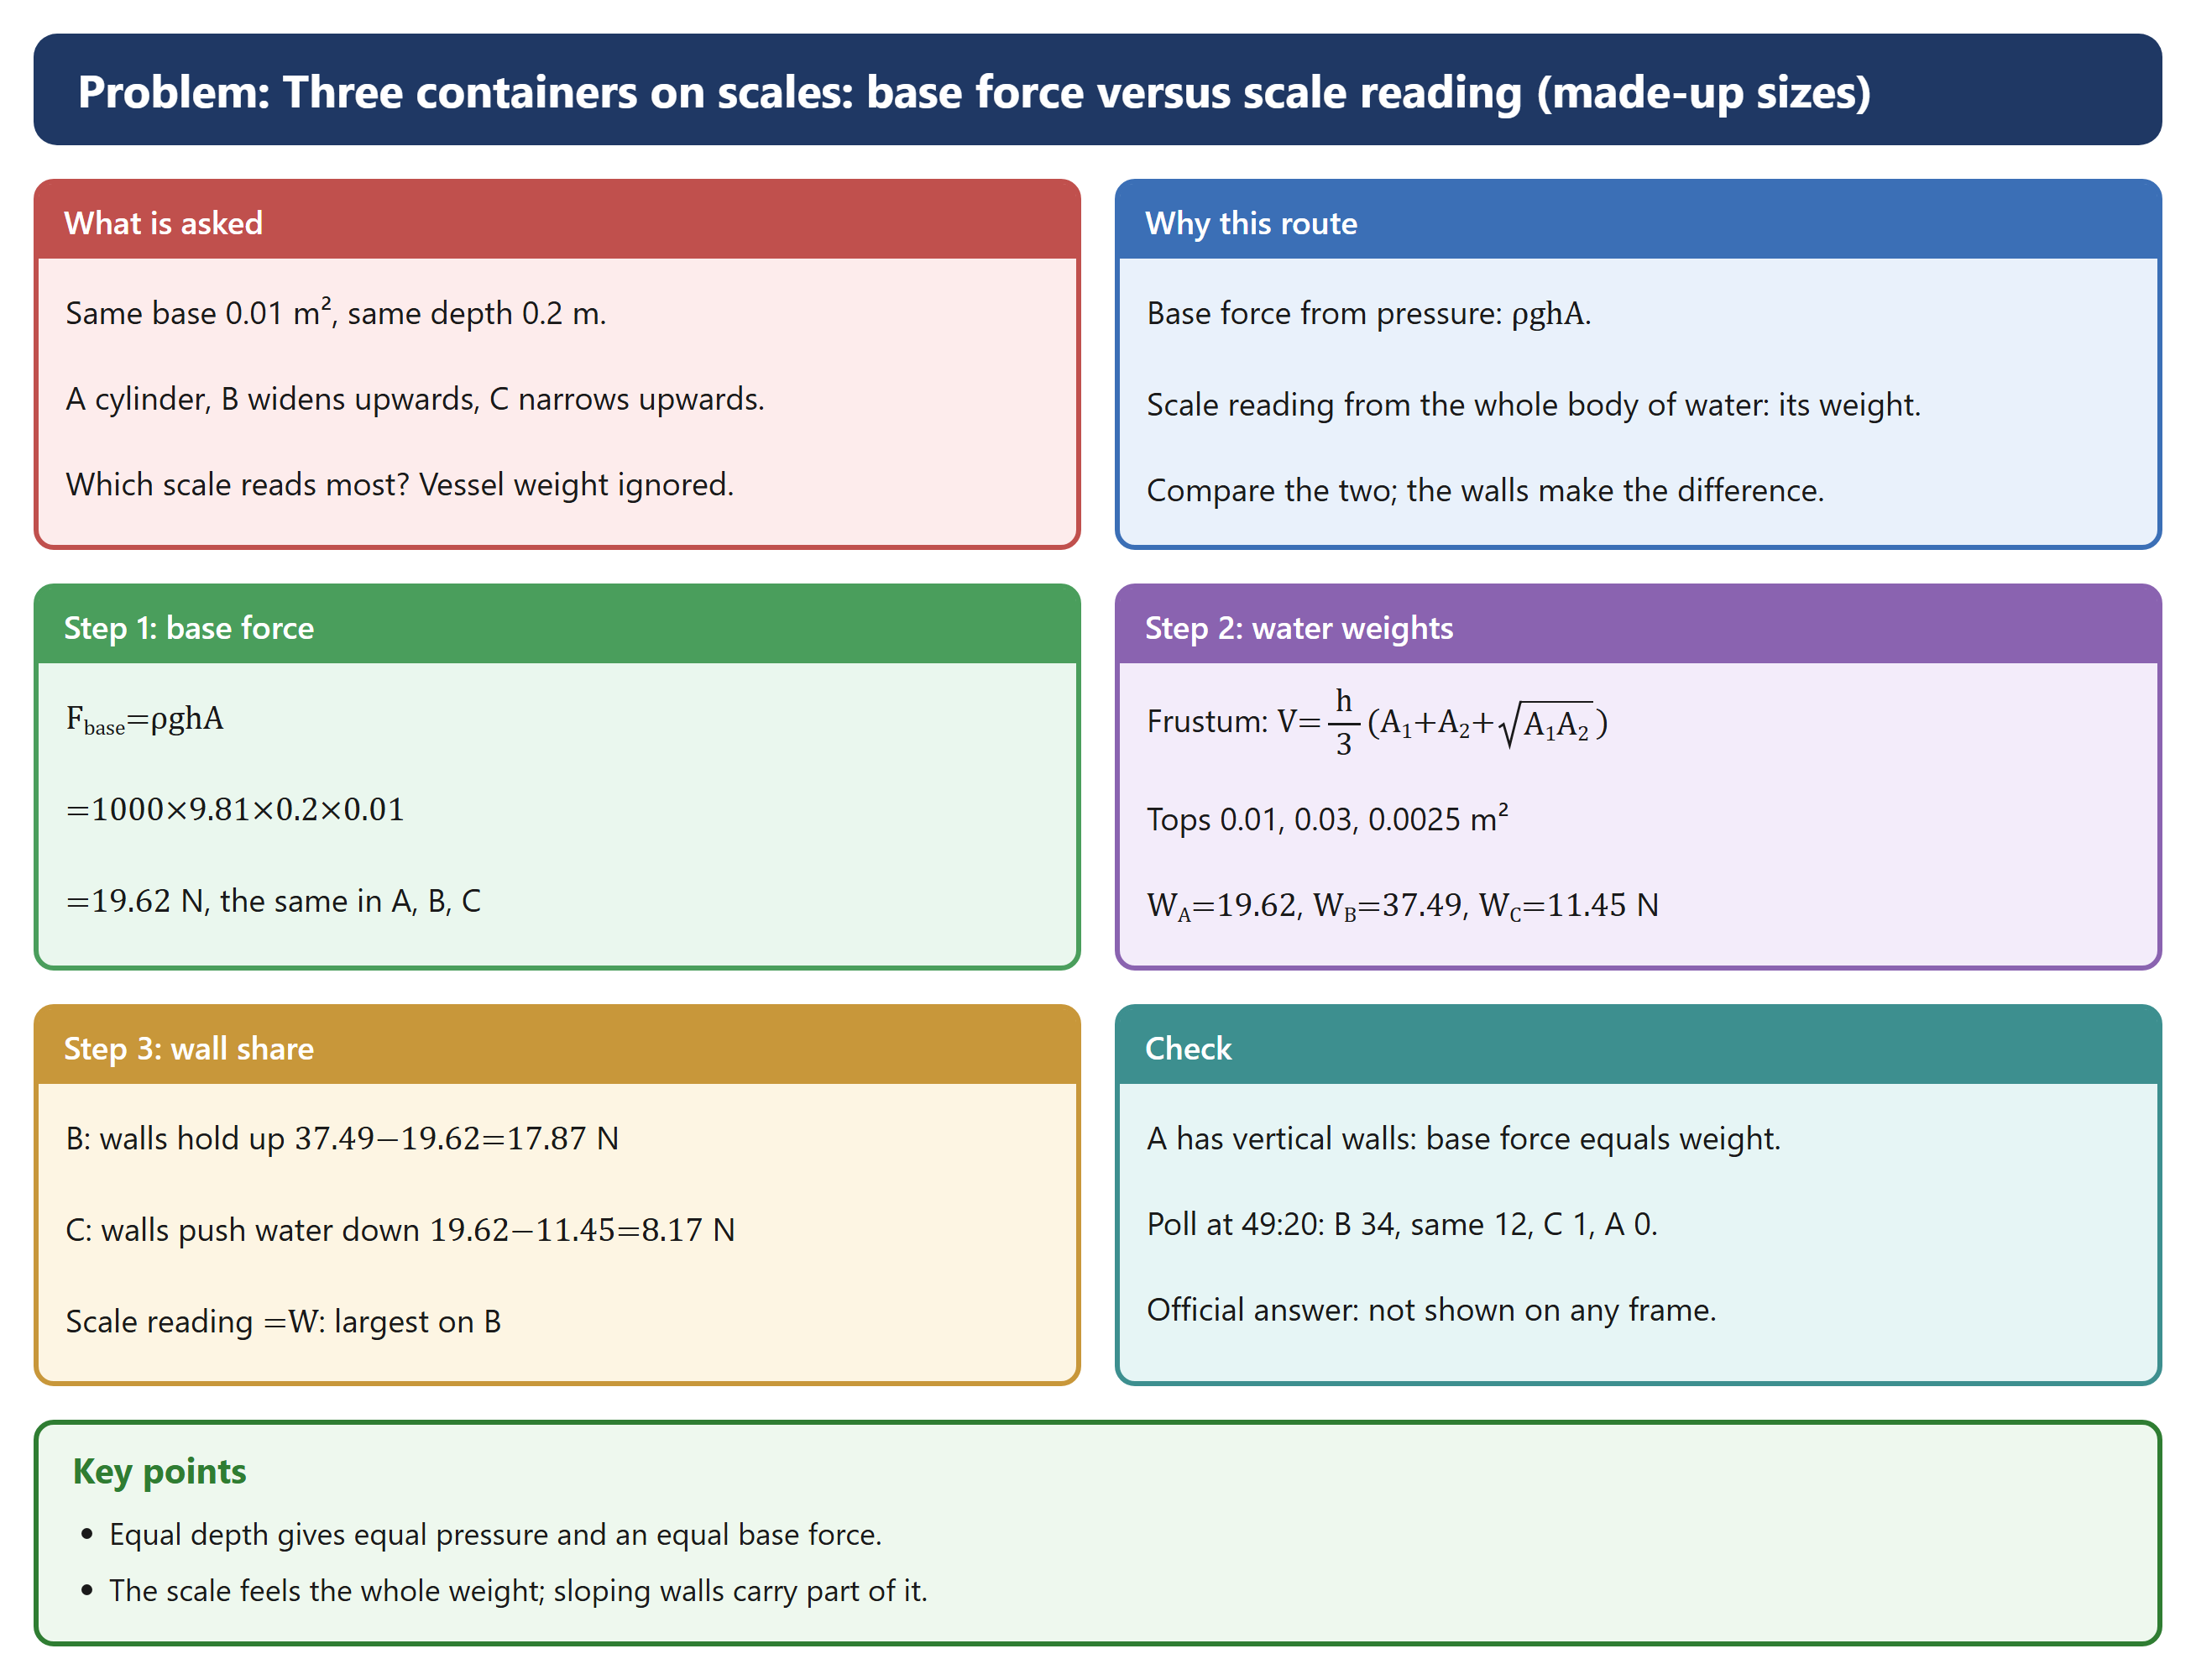 Problem: Three containers on scales: base force versus scale reading (made-up sizes)
What is asked
Same base 0.01 m², same depth 0.2 m.
A cylinder, B widens upwards, C narrows upwards.
Which scale reads most? Vessel weight ignored.
Why this route
Base force from pressure: ρghA.
Scale reading from the whole body of water: its weight.
Compare the two; the walls make the difference.
Step 1: base force
F_base=ρghA
=1000×9.81×0.2×0.01
=19.62 N, the same in A, B, C
Step 2: water weights
Frustum: V=h/3(A₁+A₂+√A₁A₂)
Tops 0.01, 0.03, 0.0025 m²
W_A=19.62, W_B=37.49, W_C=11.45 N
Step 3: wall share
B: walls hold up 37.49−19.62=17.87 N
C: walls push water down 19.62−11.45=8.17 N
Scale reading =W: largest on B
Check
A has vertical walls: base force equals weight.
Poll at 49:20: B 34, same 12, C 1, A 0.
Official answer: not shown on any frame.
Key points
• Equal depth gives equal pressure and an equal base force.
• The scale feels the whole weight; sloping walls carry part of it.